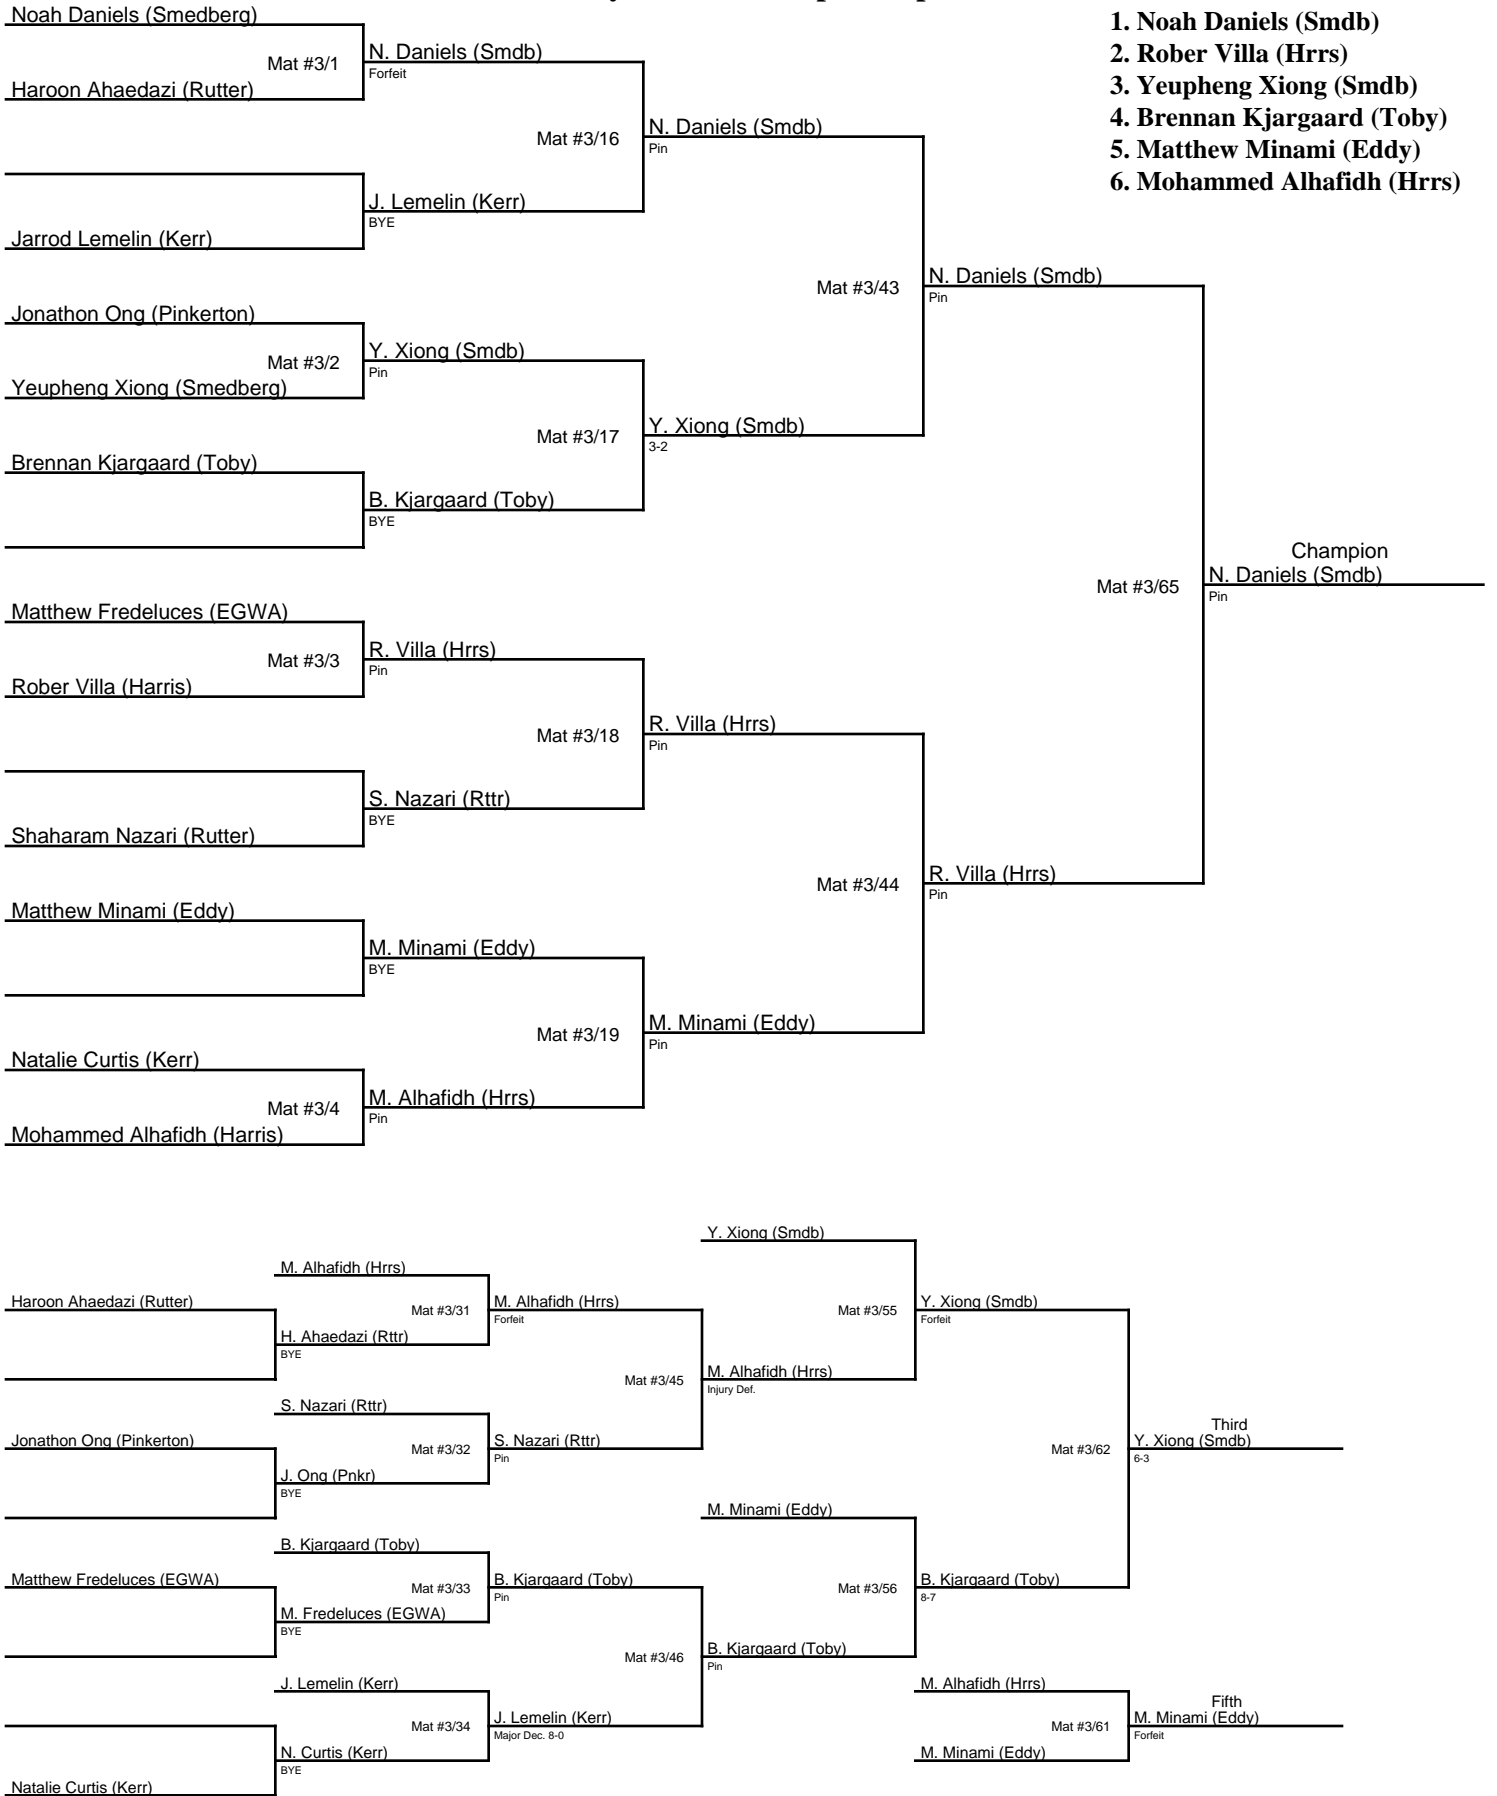 1. Noah Daniels (Smdb)
2. Rober Villa (Hrrs)
3. Yeupheng Xiong (Smdb)
4. Brennan Kjargaard (Toby)
5. Matthew Minami (Eddy)
6. Mohammed Alhafidh (Hrrs)
Noah Daniels (Smedberg)
Mat #3/1
Haroon Ahaedazi (Rutter)
N. Daniels (Smdb)
Forfeit
Mat #3/16
Jarrod Lemelin (Kerr)
J. Lemelin (Kerr)
BYE
N. Daniels (Smdb)
Pin
Mat #3/43
Jonathon Ong (Pinkerton)
Mat #3/2
Yeupheng Xiong (Smedberg)
Y. Xiong (Smdb)
Pin
Mat #3/17
Brennan Kjargaard (Toby)
B. Kjargaard (Toby)
BYE
Y. Xiong (Smdb)
3-2
N. Daniels (Smdb)
Pin
Mat #3/65
Champion
N. Daniels (Smdb)
Pin
Matthew Fredeluces (EGWA)
Mat #3/3
Rober Villa (Harris)
R. Villa (Hrrs)
Pin
Mat #3/18
Shaharam Nazari (Rutter)
S. Nazari (Rttr)
BYE
R. Villa (Hrrs)
Pin
Mat #3/44
R. Villa (Hrrs)
Pin
Matthew Minami (Eddy)
M. Minami (Eddy)
BYE
Mat #3/19
M. Minami (Eddy)
Pin
Natalie Curtis (Kerr)
Mat #3/4
Mohammed Alhafidh (Harris)
M. Alhafidh (Hrrs)
Pin
Y. Xiong (Smdb)
M. Alhafidh (Hrrs)
Haroon Ahaedazi (Rutter)
Mat #3/31
H. Ahaedazi (Rttr)
BYE
M. Alhafidh (Hrrs)
Forfeit
Mat #3/55
Y. Xiong (Smdb)
Forfeit
Mat #3/45
M. Alhafidh (Hrrs)
Injury Def.
S. Nazari (Rttr)
Jonathon Ong (Pinkerton)
Mat #3/32
J. Ong (Pnkr)
BYE
S. Nazari (Rttr)
Pin
Mat #3/62
Third
Y. Xiong (Smdb)
6-3
M. Minami (Eddy)
B. Kjargaard (Toby)
Matthew Fredeluces (EGWA)
Mat #3/33
M. Fredeluces (EGWA)
BYE
B. Kjargaard (Toby)
Pin
Mat #3/56
B. Kjargaard (Toby)
8-7
Mat #3/46
B. Kjargaard (Toby)
Pin
J. Lemelin (Kerr)
Mat #3/34
J. Lemelin (Kerr)
Major Dec. 8-0
N. Curtis (Kerr)
BYE
Natalie Curtis (Kerr)
M. Alhafidh (Hrrs)
Mat #3/61
M. Minami (Eddy)
Fifth
M. Minami (Eddy)
Forfeit